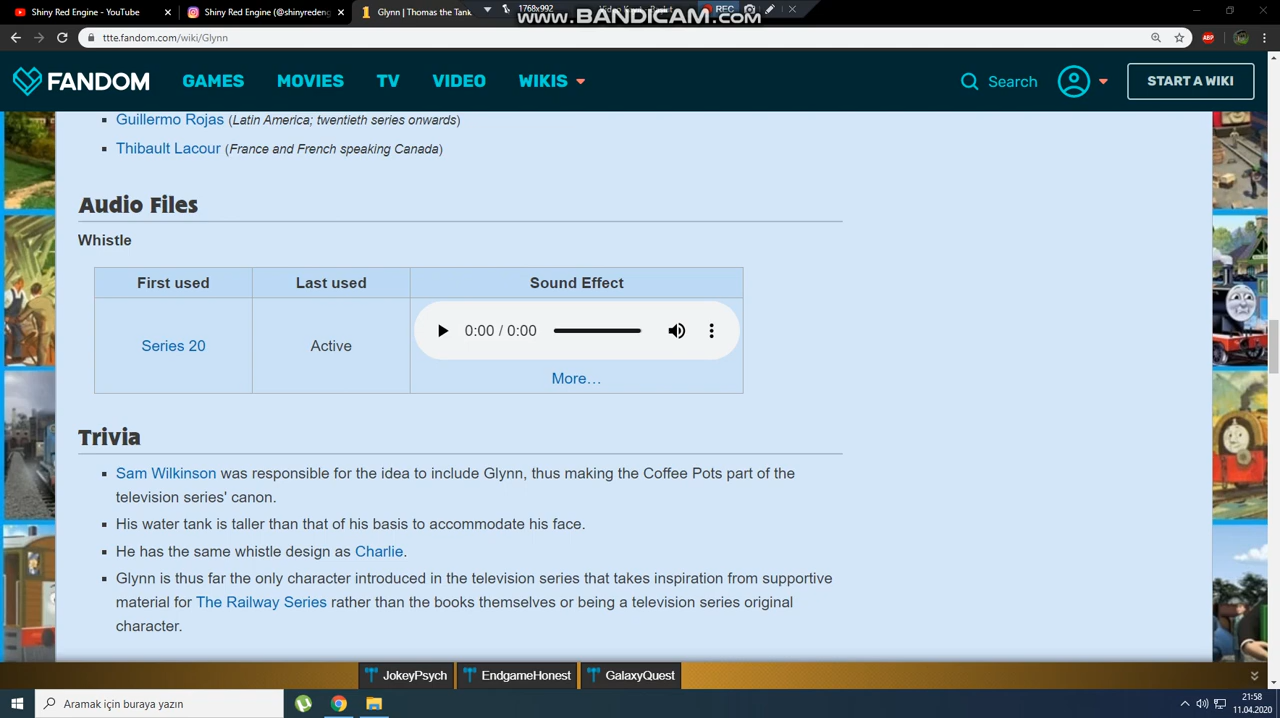 Shiny Red Engine - YouTube
Shiny Red Engine (@shinyredeng
Glynn | Thomas the Tank
1768x992
REC
www.BANDICAM.com
ttte.fandom.com/wiki/Glynn
ABP
FANDOM
GAMES
MOVIES
TV
VIDEO
WIKIS
Search
START A WIKI
Guillermo Rojas (Latin America; twentieth series onwards)
Thibault Lacour (France and French speaking Canada)
Audio Files
Whistle
First used
Last used
Sound Effect
Series 20
Active
0:00 / 0:00
More…
Trivia
Sam Wilkinson was responsible for the idea to include Glynn, thus making the Coffee Pots part of the
television series' canon.
His water tank is taller than that of his basis to accommodate his face.
He has the same whistle design as Charlie.
Glynn is thus far the only character introduced in the television series that takes inspiration from supportive
material for The Railway Series rather than the books themselves or being a television series original
character.
JokeyPsych
EndgameHonest
GalaxyQuest
Aramak için buraya yazın
21:58
11.04.2020